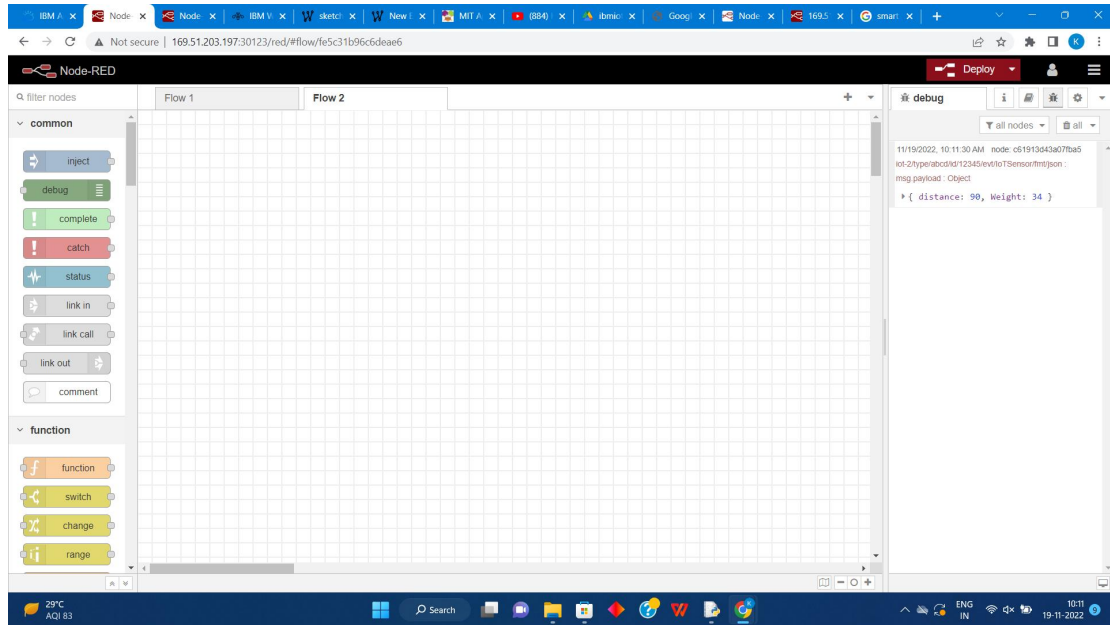 IBM A
Node-
Node-
IBM W
sketch
New E
MIT A
(884)
ibmiot
Googl
Node
169.5
smart
Not secure | 169.51.203.197:30123/red/#flow/fe5c31b96c6deae6
K
Node-RED
Deploy
filter nodes
Flow 1
Flow 2
debug
i
common
all nodes
all
11/19/2022, 10:11:30 AM node: c61913d43a07fba5
iot-2/type/abcd/id/12345/evt/IoTSensor/fmt/json :
msg.payload : Object
{ distance: 90, Weight: 34 }
inject
debug
complete
catch
status
link in
link call
link out
comment
function
function
switch
change
range
29°C
AQI 83
Search
ENG
IN
10:11
19-11-2022
9